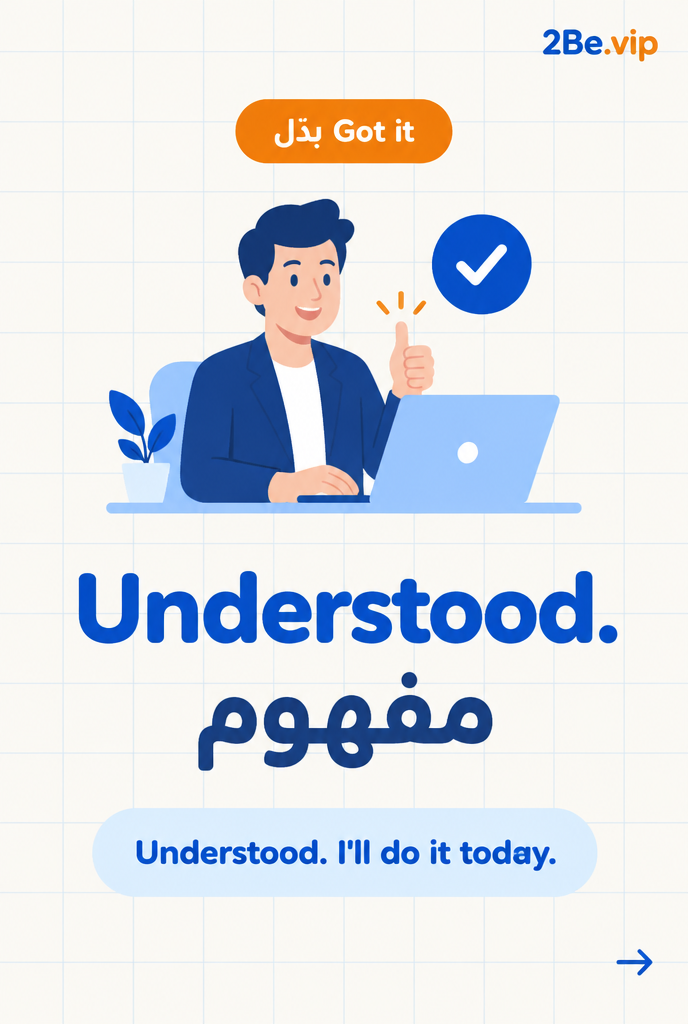 2Be.vip
بدّل Got it
Understood.
مفهوم
Understood. I'll do it today.